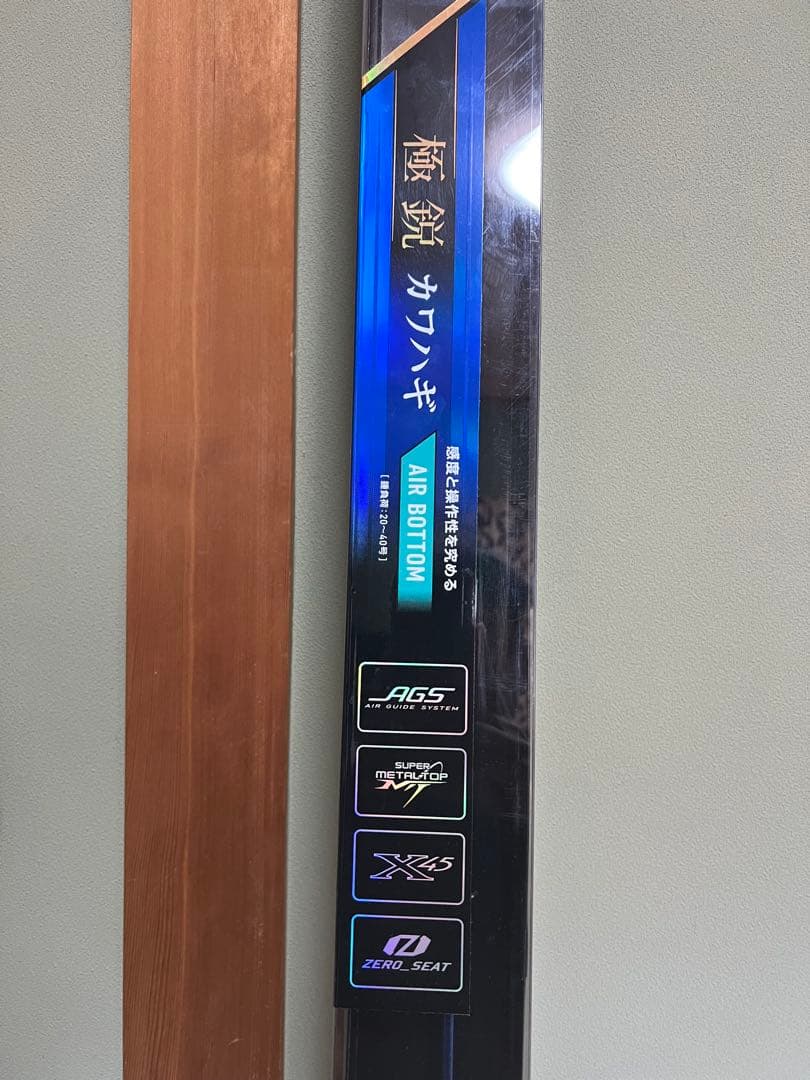 極鋭 カワハギ
感度と操作性を究める
AIR BOTTOM
[錘負荷:20~40号]
AGS
AIR GUIDE SYSTEM
SUPER
METAL-TOP
MT
X45
ZERO_SEAT